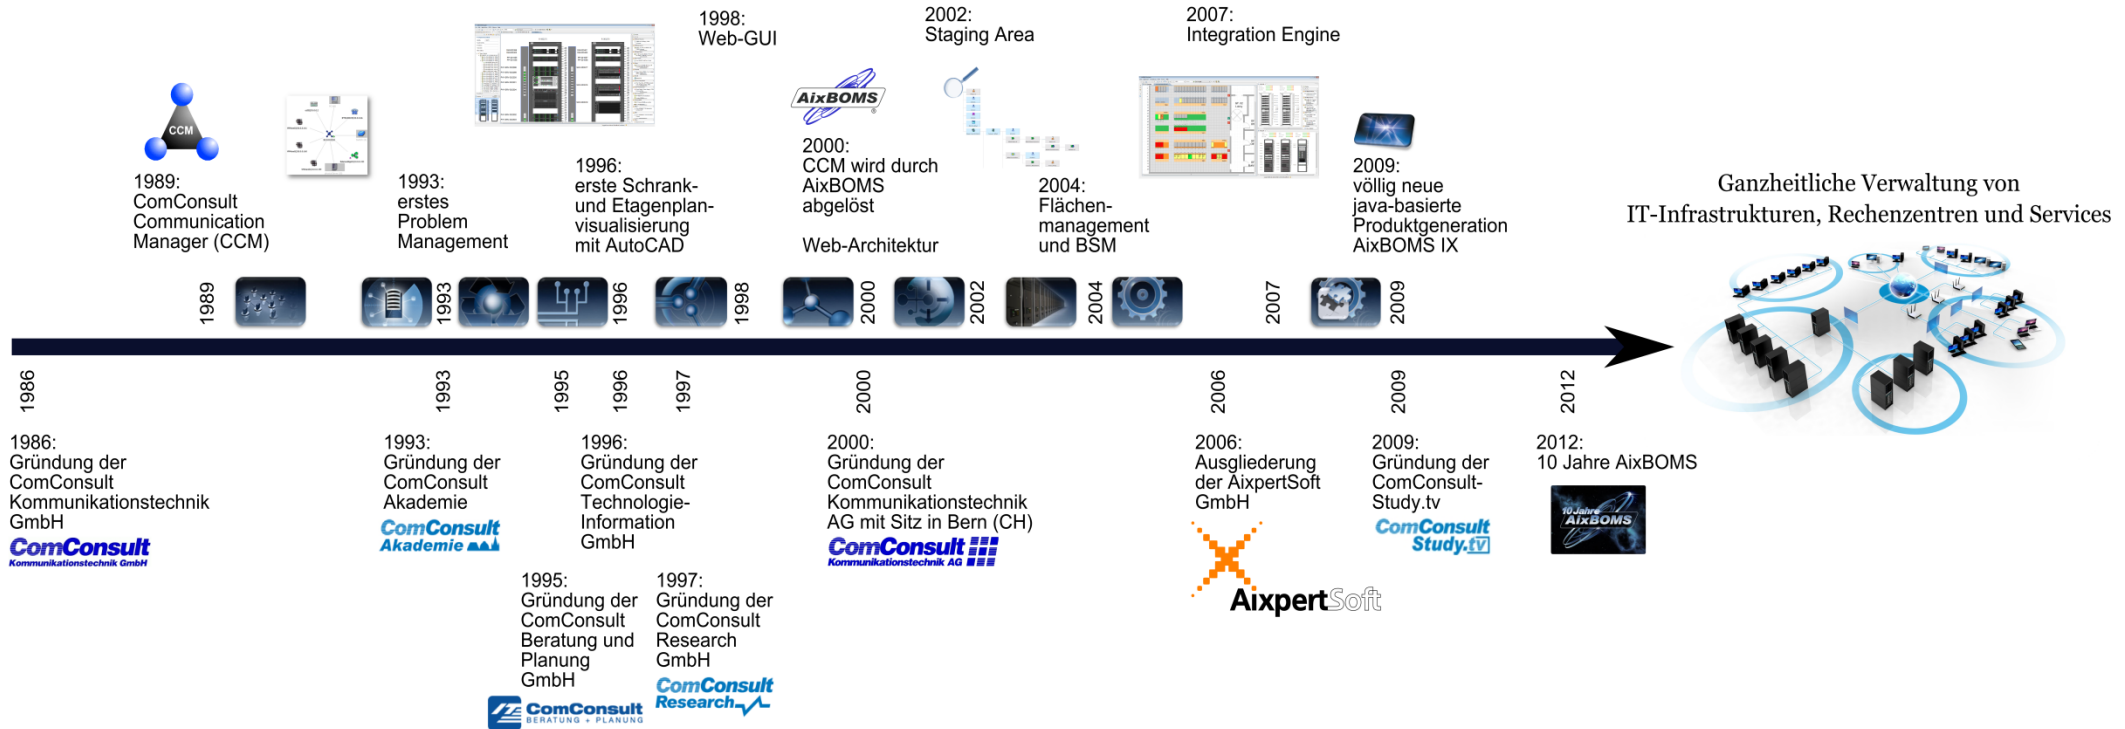 1998:
Web-GUI
2002:
Staging Area
2007:
Integration Engine
CCM
AixBOMS
®
1989:
ComConsult
Communication
Manager (CCM)
1993:
erstes
Problem
Management
1996:
erste Schrank-
und Etagenplan-
visualisierung
mit AutoCAD
2000:
CCM wird durch
AixBOMS
abgelöst
Web-Architektur
2004:
Flächen-
management
und BSM
2009:
völlig neue
java-basierte
Produktgeneration
AixBOMS IX
Ganzheitliche Verwaltung von
IT-Infrastrukturen, Rechenzentren und Services
1989
1993
1996
1998
2000
2002
2004
2007
2009
1986
1993
1995
1996
1997
2000
2006
2009
2012
1986:
Gründung der
ComConsult
Kommunikationstechnik
GmbH
ComConsult
Kommunikationstechnik GmbH
1993:
Gründung der
ComConsult
Akademie
ComConsult
Akademie
1995:
Gründung der
ComConsult
Beratung und
Planung
GmbH
ComConsult
BERATUNG + PLANUNG
1996:
Gründung der
ComConsult
Technologie-
Information
GmbH
1997:
Gründung der
ComConsult
Research
GmbH
ComConsult
Research
2000:
Gründung der
ComConsult
Kommunikationstechnik
AG mit Sitz in Bern (CH)
ComConsult
Kommunikationstechnik AG
2006:
Ausgliederung
der AixpertSoft
GmbH
AixpertSoft
2009:
Gründung der
ComConsult-
Study.tv
ComConsult
Study.tv
2012:
10 Jahre AixBOMS
10 Jahre
AixBOMS